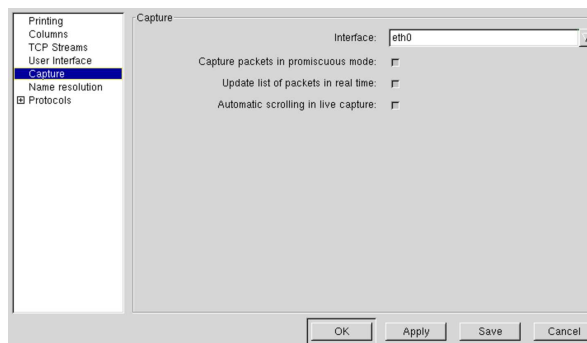 Printing
Columns
TCP Streams
User Interface
Capture
Name resolution
Protocols
Capture
Interface: eth0
Capture packets in promiscuous mode:
Update list of packets in real time:
Automatic scrolling in live capture:
OK Apply Save Cancel